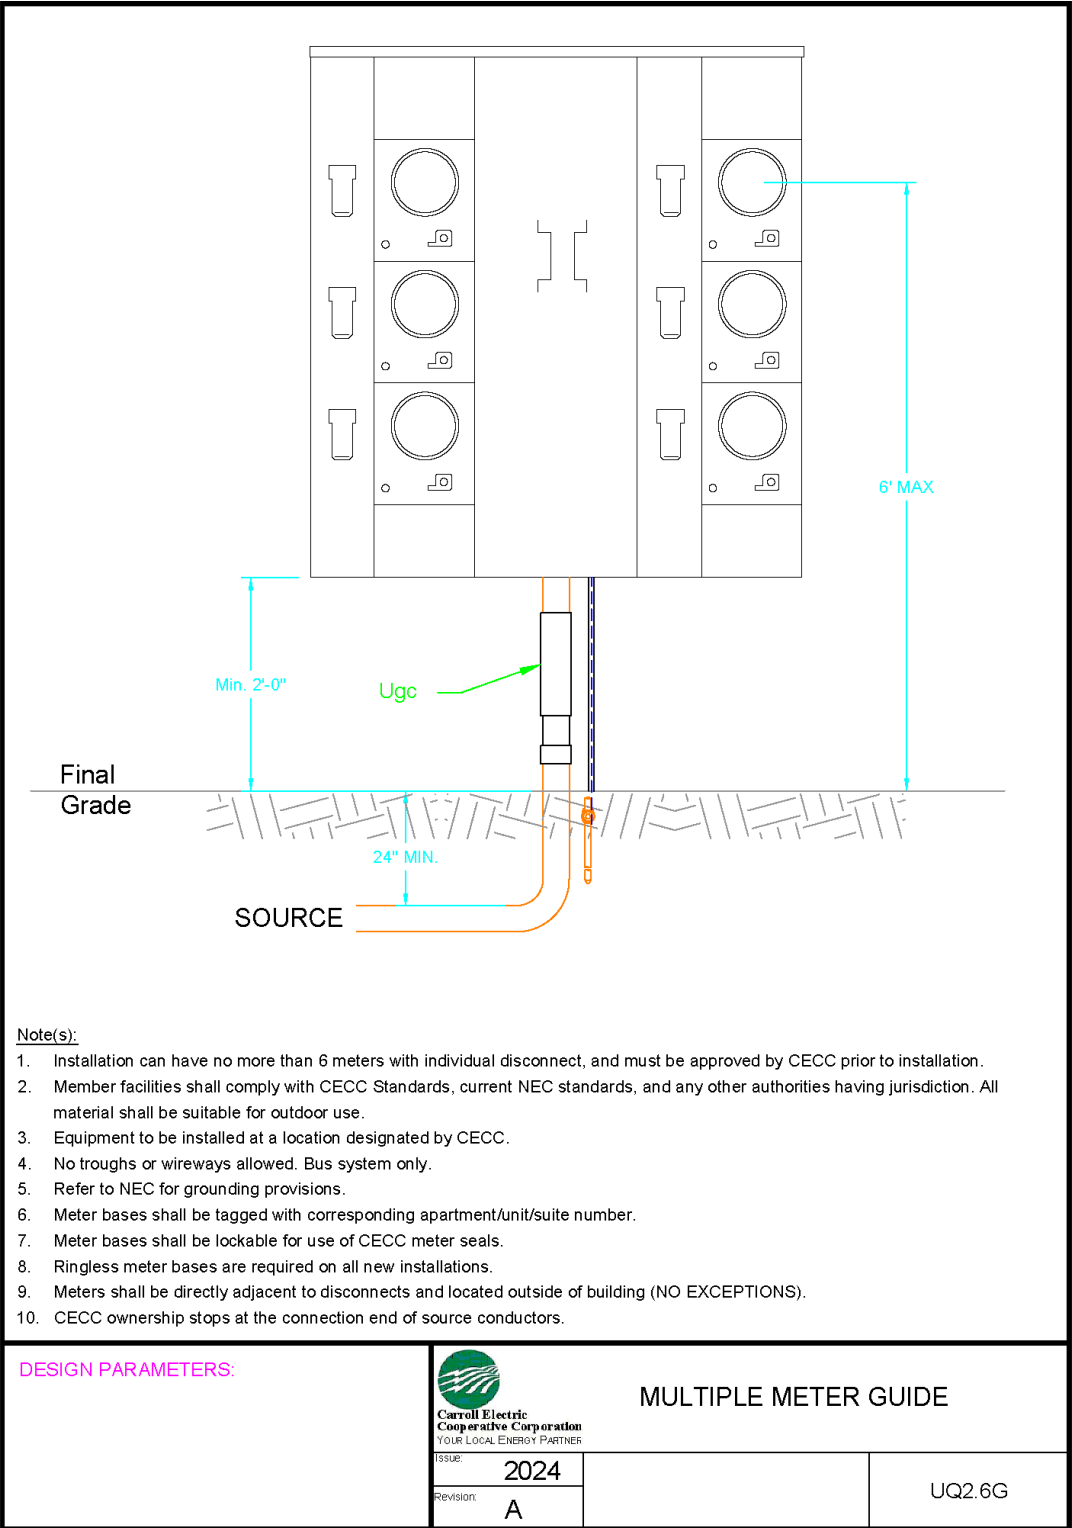 6' MAX
Min. 2'-0"
Ugc
Final
Grade
24" MIN.
SOURCE
Note(s):
1. Installation can have no more than 6 meters with individual disconnect, and must be approved by CECC prior to installation.
2. Member facilities shall comply with CECC Standards, current NEC standards, and any other authorities having jurisdiction. All
material shall be suitable for outdoor use.
3. Equipment to be installed at a location designated by CECC.
4. No troughs or wireways allowed. Bus system only.
5. Refer to NEC for grounding provisions.
6. Meter bases shall be tagged with corresponding apartment/unit/suite number.
7. Meter bases shall be lockable for use of CECC meter seals.
8. Ringless meter bases are required on all new installations.
9. Meters shall be directly adjacent to disconnects and located outside of building (NO EXCEPTIONS).
10. CECC ownership stops at the connection end of source conductors.
DESIGN PARAMETERS:
Carroll Electric
Cooperative Corporation
YOUR LOCAL ENERGY PARTNER
MULTIPLE METER GUIDE
Issue:
2024
Revision:
A
UQ2.6G